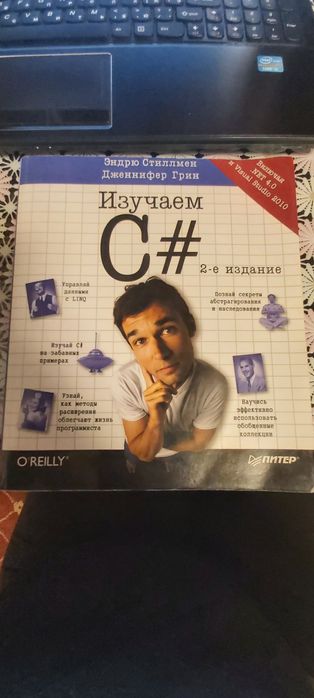 Эндрю Стиллмен
Дженнифер Грин
Включая
.NET 4.0
и Visual Studio 2010
Изучаем
C#
2-е издание
Управляй
данными
с LINQ
Познай секреты
абстрагирования
и наследования
Изучай C#
на забавных
примерах
Узнай,
как методы
расширения
облегчают жизнь
программиста
Научись
эффективно
использовать
обобщенные
коллекции
O'REILLY®
ПИТЕР®